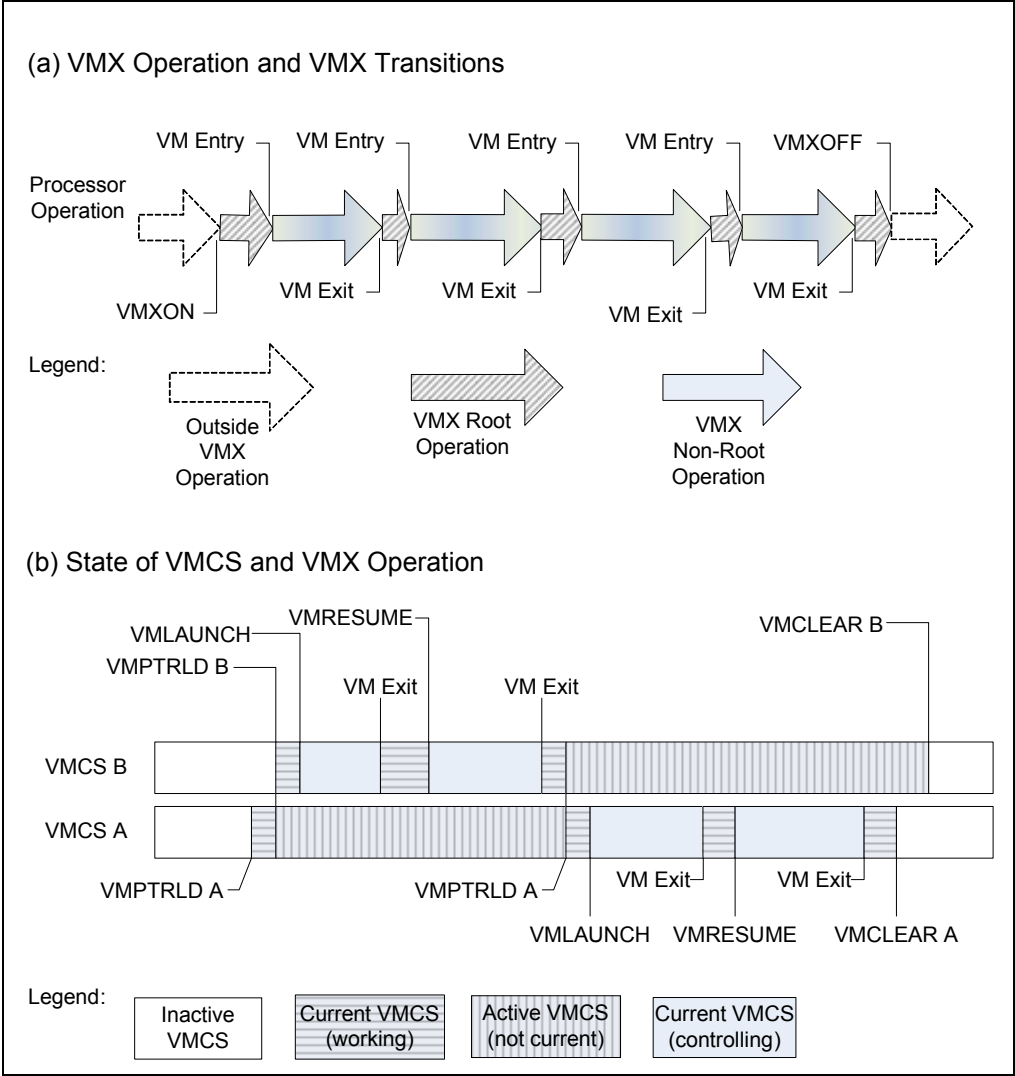 (a) VMX Operation and VMX Transitions
VM Entry
VM Entry
VM Entry
VM Entry
VMXOFF
Processor
Operation
VMXON
VM Exit
VM Exit
VM Exit
VM Exit
Legend:
Outside
VMX
Operation
VMX Root
Operation
VMX
Non-Root
Operation
(b) State of VMCS and VMX Operation
VMLAUNCH
VMRESUME
VMCLEAR B
VMPTRLD B
VM Exit
VM Exit
VMCS B
VMCS A
VMPTRLD A
VMPTRLD A
VM Exit
VM Exit
VMLAUNCH
VMRESUME
VMCLEAR A
Legend:
Inactive
VMCS
Current VMCS
(working)
Active VMCS
(not current)
Current VMCS
(controlling)